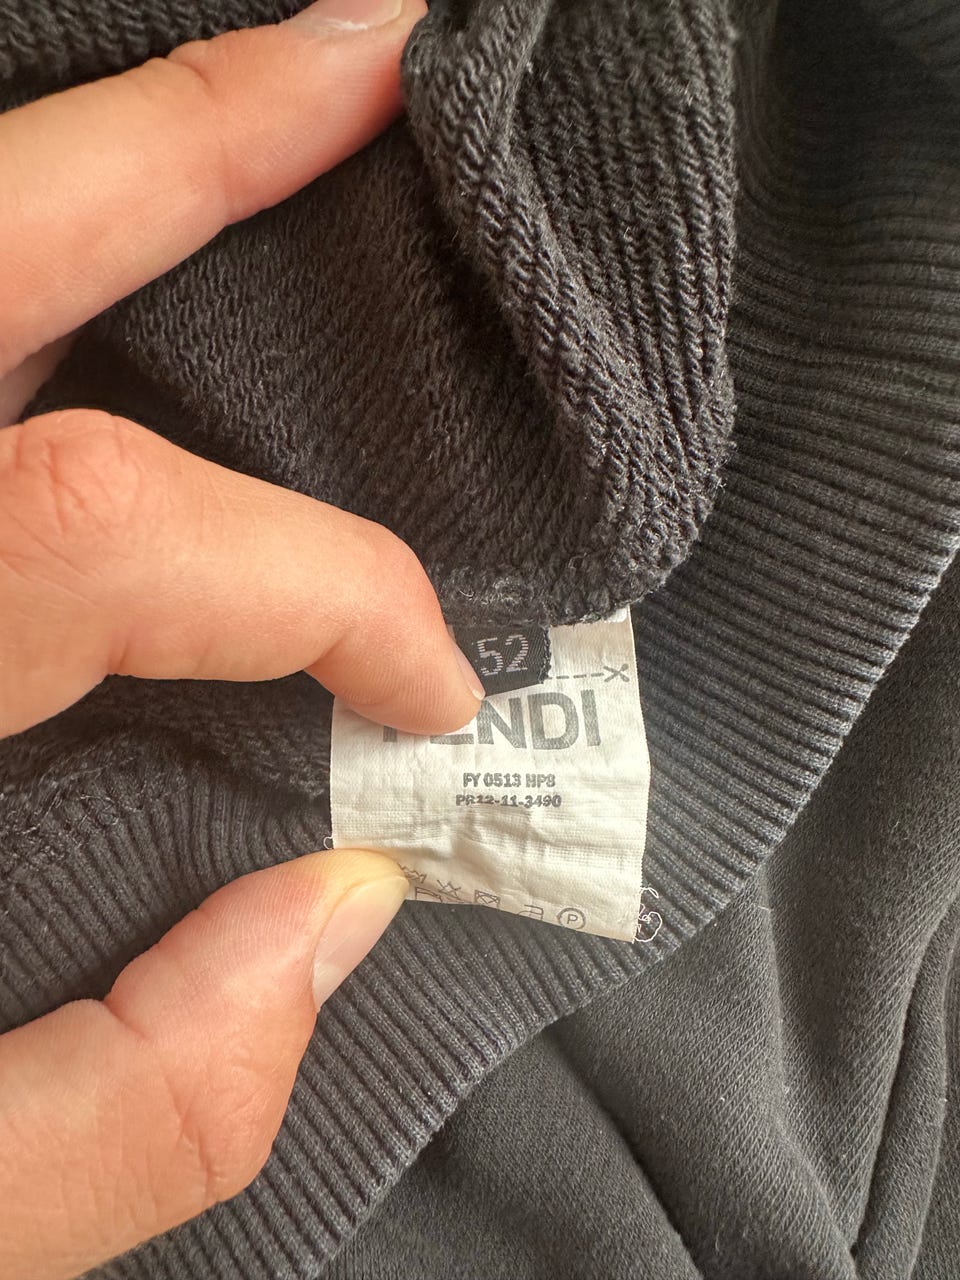 52
FENDI
FY 0513 HP8
PR12-11-3490
P